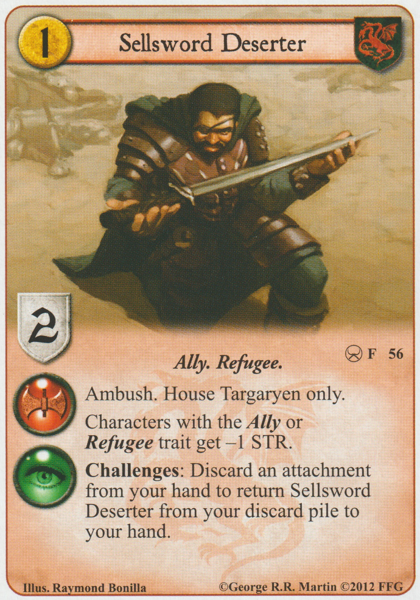 1
Sellsword Deserter
2
F 56
Ally. Refugee.
Ambush. House Targaryen only.
Characters with the Ally or
Refugee trait get –1 STR.
Challenges: Discard an attachment
from your hand to return Sellsword
Deserter from your discard pile to
your hand.
Illus. Raymond Bonilla
©George R.R. Martin ©2012 FFG